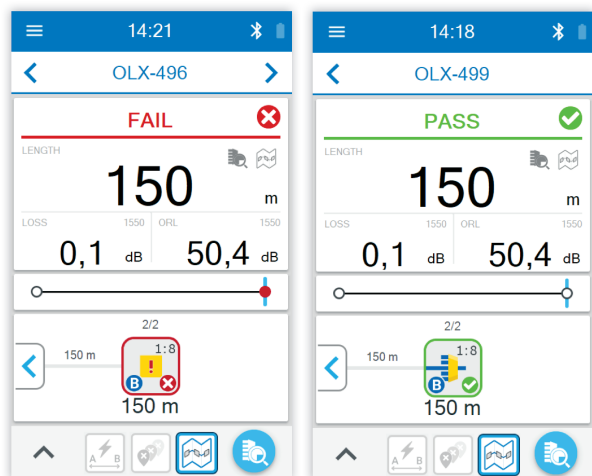 14:21
OLX-496
FAIL
LENGTH
150 m
LOSS 1550 ORL 1550
0,1 dB 50,4 dB
2/2
150 m
1:8
!
B
150 m
A B
14:18
OLX-499
PASS
LENGTH
150 m
LOSS 1550 ORL 1550
0,1 dB 50,4 dB
2/2
150 m
1:8
B
150 m
A B